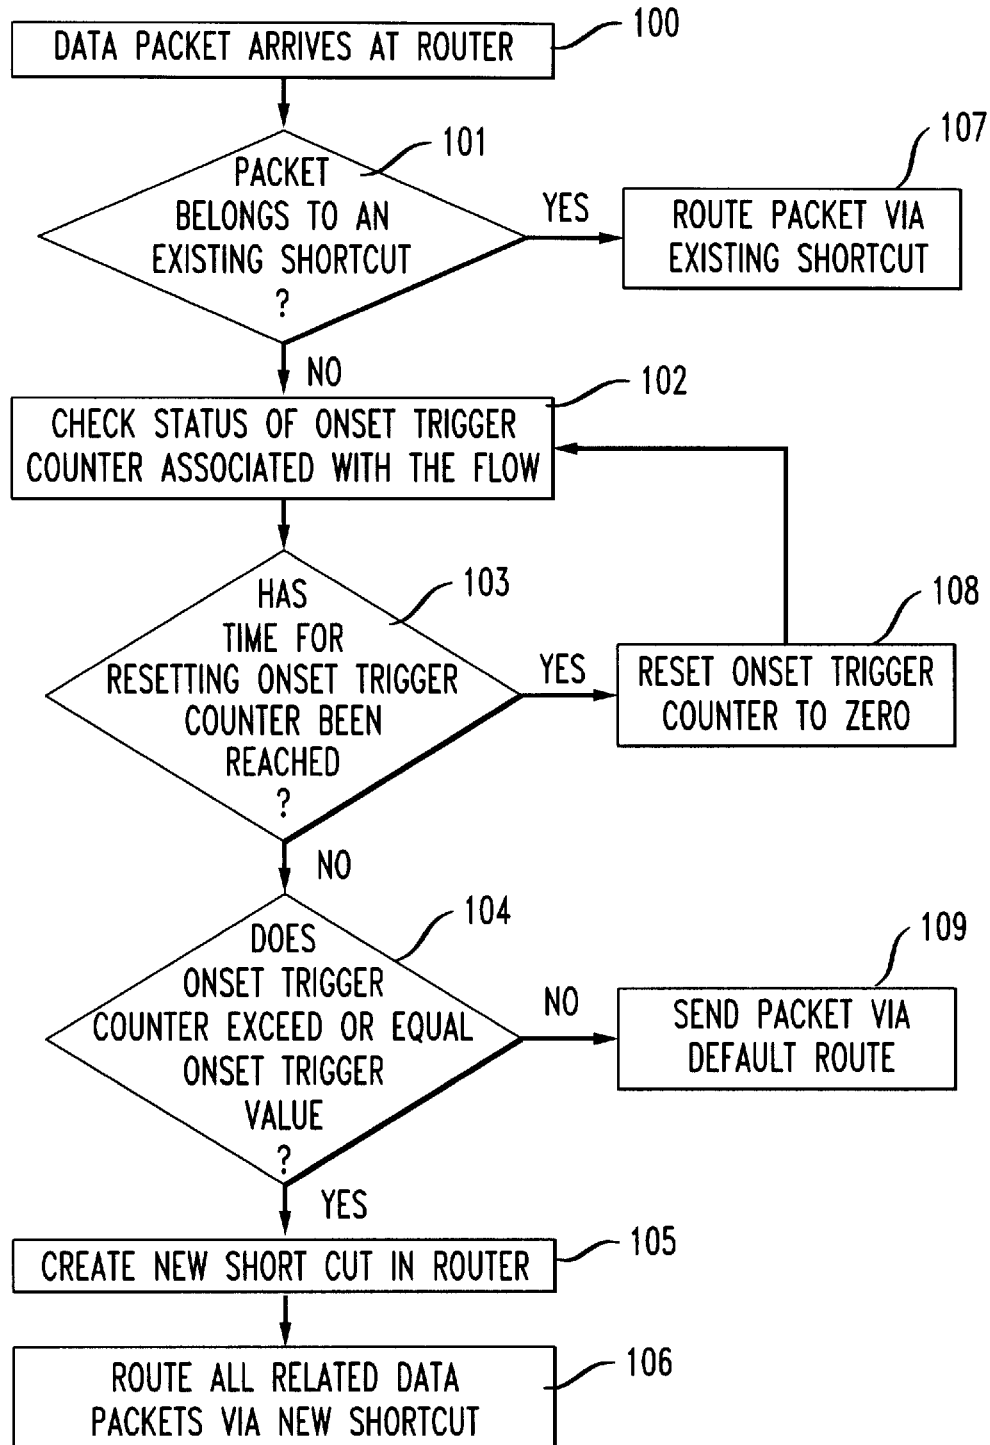 100
DATA PACKET ARRIVES AT ROUTER
101
PACKET
BELONGS TO AN
EXISTING SHORTCUT
?
YES
107
ROUTE PACKET VIA
EXISTING SHORTCUT
NO
102
CHECK STATUS OF ONSET TRIGGER
COUNTER ASSOCIATED WITH THE FLOW
103
HAS
TIME FOR
RESETTING ONSET TRIGGER
COUNTER BEEN
REACHED
?
YES
108
RESET ONSET TRIGGER
COUNTER TO ZERO
NO
104
DOES
ONSET TRIGGER
COUNTER EXCEED OR EQUAL
ONSET TRIGGER
VALUE
?
NO
109
SEND PACKET VIA
DEFAULT ROUTE
YES
105
CREATE NEW SHORT CUT IN ROUTER
106
ROUTE ALL RELATED DATA
PACKETS VIA NEW SHORTCUT